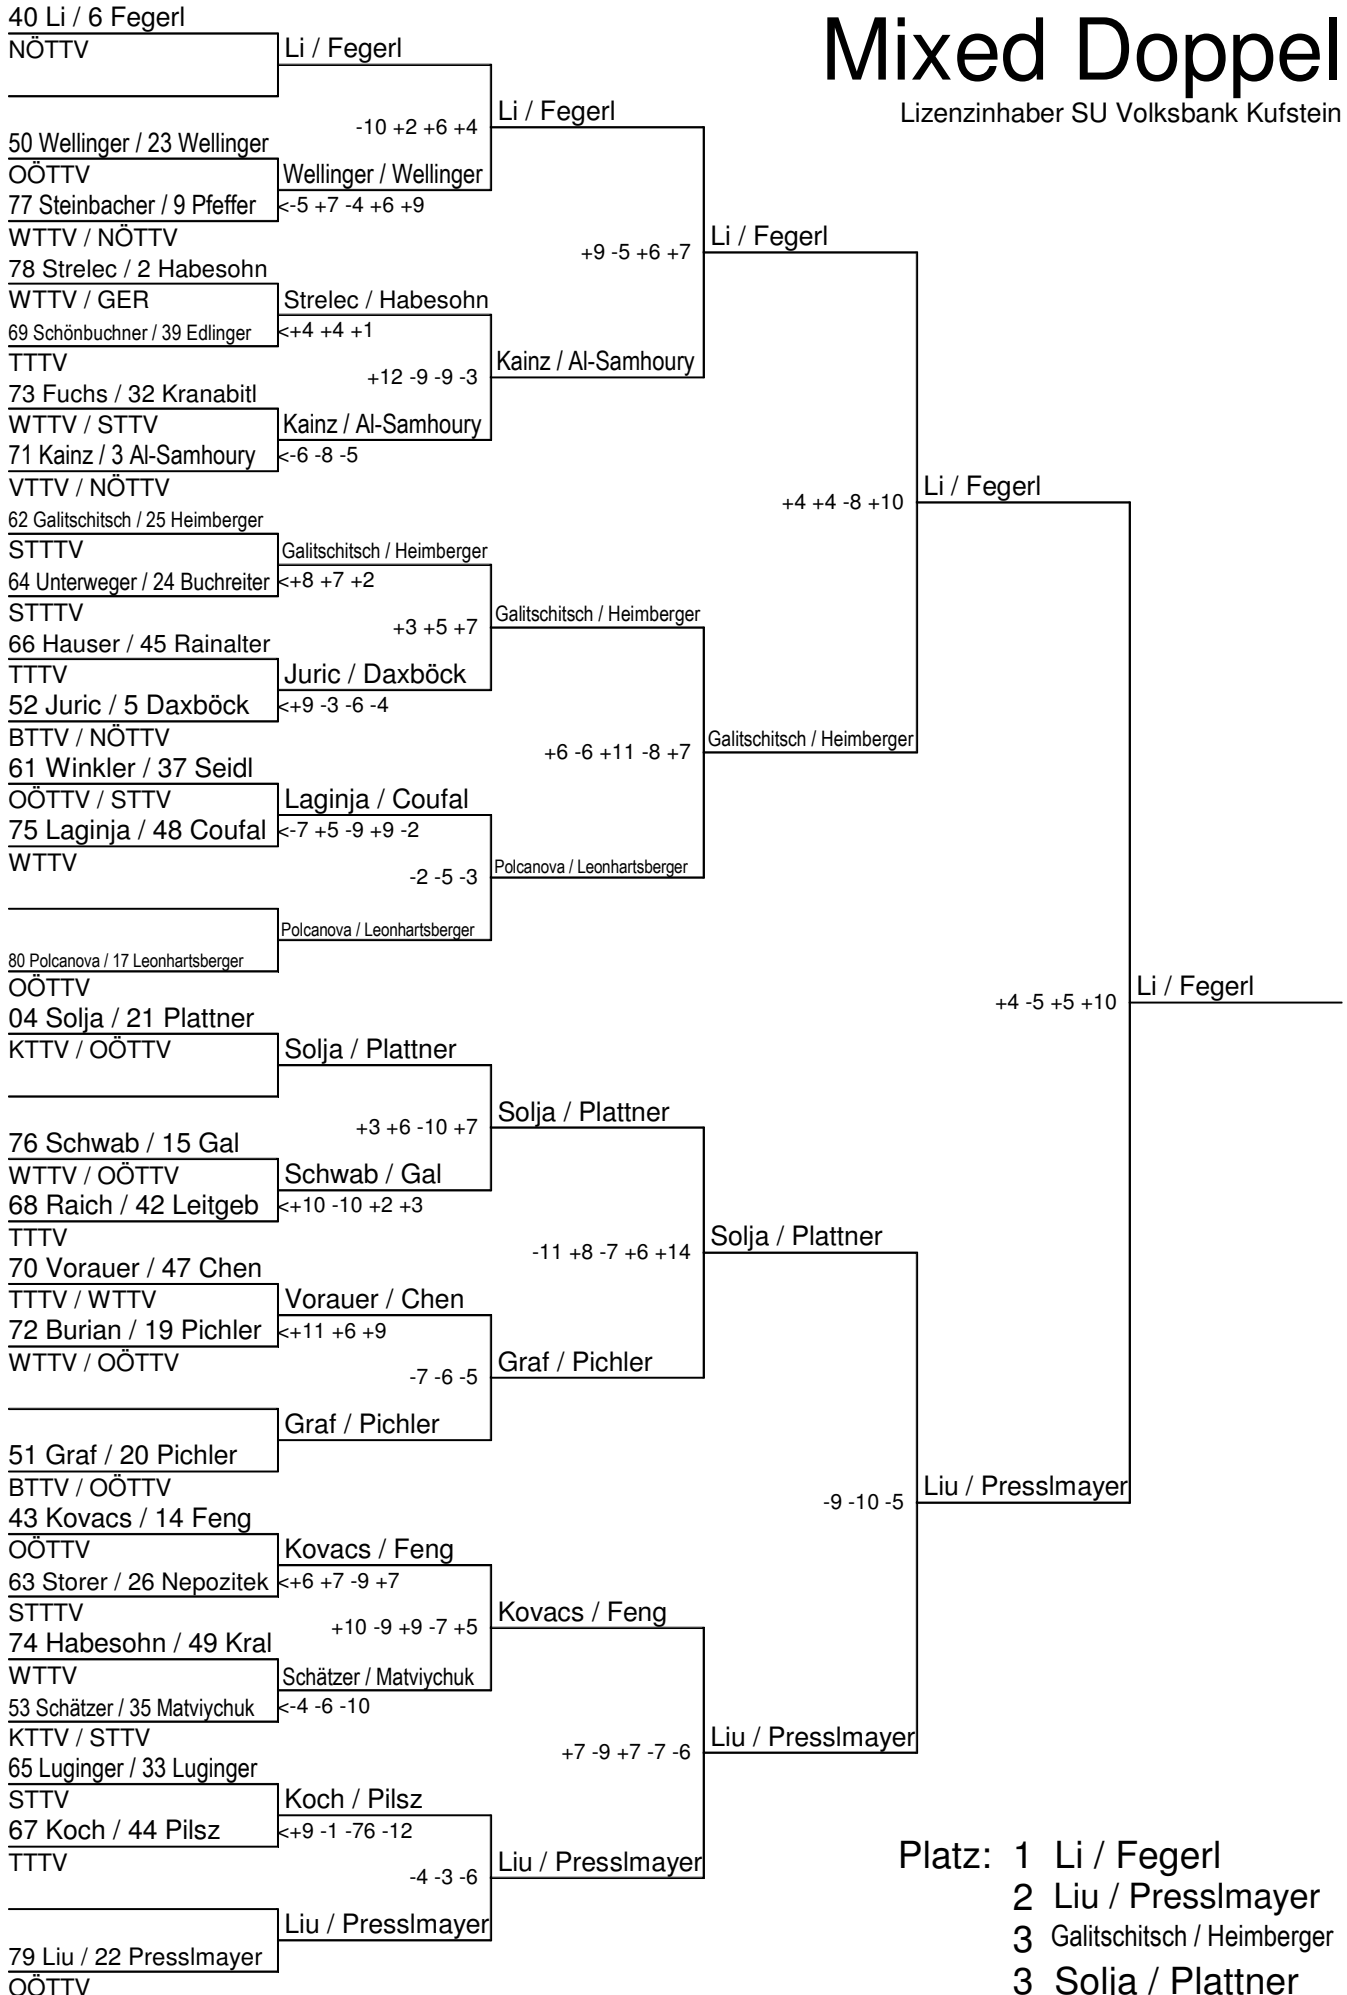 Mixed Doppel
Lizenzinhaber SU Volksbank Kufstein
40 Li / 6 Fegerl
NÖTTV
Li / Fegerl
-10 +2 +6 +4
Li / Fegerl
50 Wellinger / 23 Wellinger
OÖTTV
Wellinger / Wellinger
77 Steinbacher / 9 Pfeffer
<-5 +7 -4 +6 +9
WTTV / NÖTTV
+9 -5 +6 +7
Li / Fegerl
78 Strelec / 2 Habesohn
WTTV / GER
Strelec / Habesohn
69 Schönbuchner / 39 Edlinger
<+4 +4 +1
TTTV
+12 -9 -9 -3
Kainz / Al-Samhoury
73 Fuchs / 32 Kranabitl
WTTV / STTV
Kainz / Al-Samhoury
71 Kainz / 3 Al-Samhoury
<-6 -8 -5
VTTV / NÖTTV
+4 +4 -8 +10
Li / Fegerl
62 Galitschitsch / 25 Heimberger
STTTV
Galitschitsch / Heimberger
64 Unterweger / 24 Buchreiter
<+8 +7 +2
STTTV
+3 +5 +7
Galitschitsch / Heimberger
66 Hauser / 45 Rainalter
TTTV
Juric / Daxböck
52 Juric / 5 Daxböck
<+9 -3 -6 -4
BTTV / NÖTTV
+6 -6 +11 -8 +7
Galitschitsch / Heimberger
61 Winkler / 37 Seidl
OÖTTV / STTV
Laginja / Coufal
75 Laginja / 48 Coufal
<-7 +5 -9 +9 -2
WTTV
-2 -5 -3
Polcanova / Leonhartsberger
Polcanova / Leonhartsberger
80 Polcanova / 17 Leonhartsberger
OÖTTV
+4 -5 +5 +10
Li / Fegerl
04 Solja / 21 Plattner
KTTV / OÖTTV
Solja / Plattner
+3 +6 -10 +7
Solja / Plattner
76 Schwab / 15 Gal
WTTV / OÖTTV
Schwab / Gal
68 Raich / 42 Leitgeb
<+10 -10 +2 +3
TTTV
-11 +8 -7 +6 +14
Solja / Plattner
70 Vorauer / 47 Chen
TTTV / WTTV
Vorauer / Chen
72 Burian / 19 Pichler
<+11 +6 +9
WTTV / OÖTTV
-7 -6 -5
Graf / Pichler
Graf / Pichler
51 Graf / 20 Pichler
BTTV / OÖTTV
-9 -10 -5
Liu / Presslmayer
43 Kovacs / 14 Feng
OÖTTV
Kovacs / Feng
63 Storer / 26 Nepozitek
<+6 +7 -9 +7
STTTV
+10 -9 +9 -7 +5
Kovacs / Feng
74 Habesohn / 49 Kral
WTTV
Schätzer / Matviychuk
53 Schätzer / 35 Matviychuk
<-4 -6 -10
KTTV / STTV
+7 -9 +7 -7 -6
Liu / Presslmayer
65 Luginger / 33 Luginger
STTV
Koch / Pilsz
67 Koch / 44 Pilsz
<+9 -1 -76 -12
TTTV
-4 -3 -6
Liu / Presslmayer
Liu / Presslmayer
79 Liu / 22 Presslmayer
OÖTTV
Platz: 1 Li / Fegerl
2 Liu / Presslmayer
3 Galitschitsch / Heimberger
3 Solja / Plattner